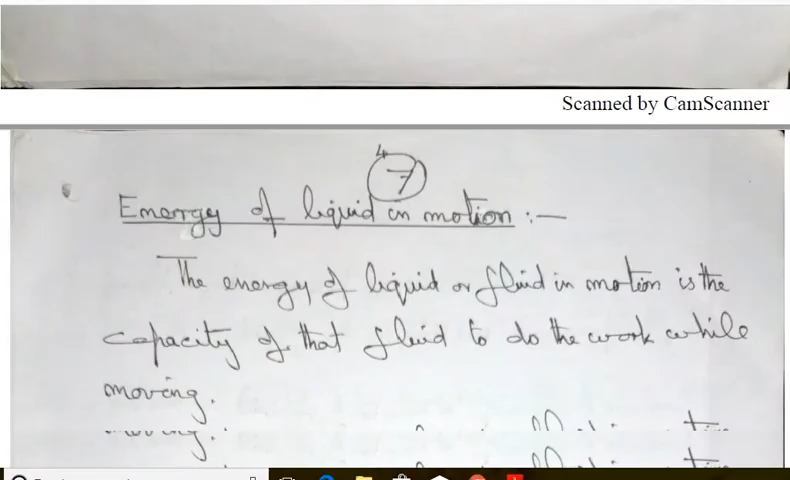 Scanned by CamScanner
4
7
Energy of liquid in motion :—
The energy of liquid or fluid in motion is the
capacity of that fluid to do the work while
moving.